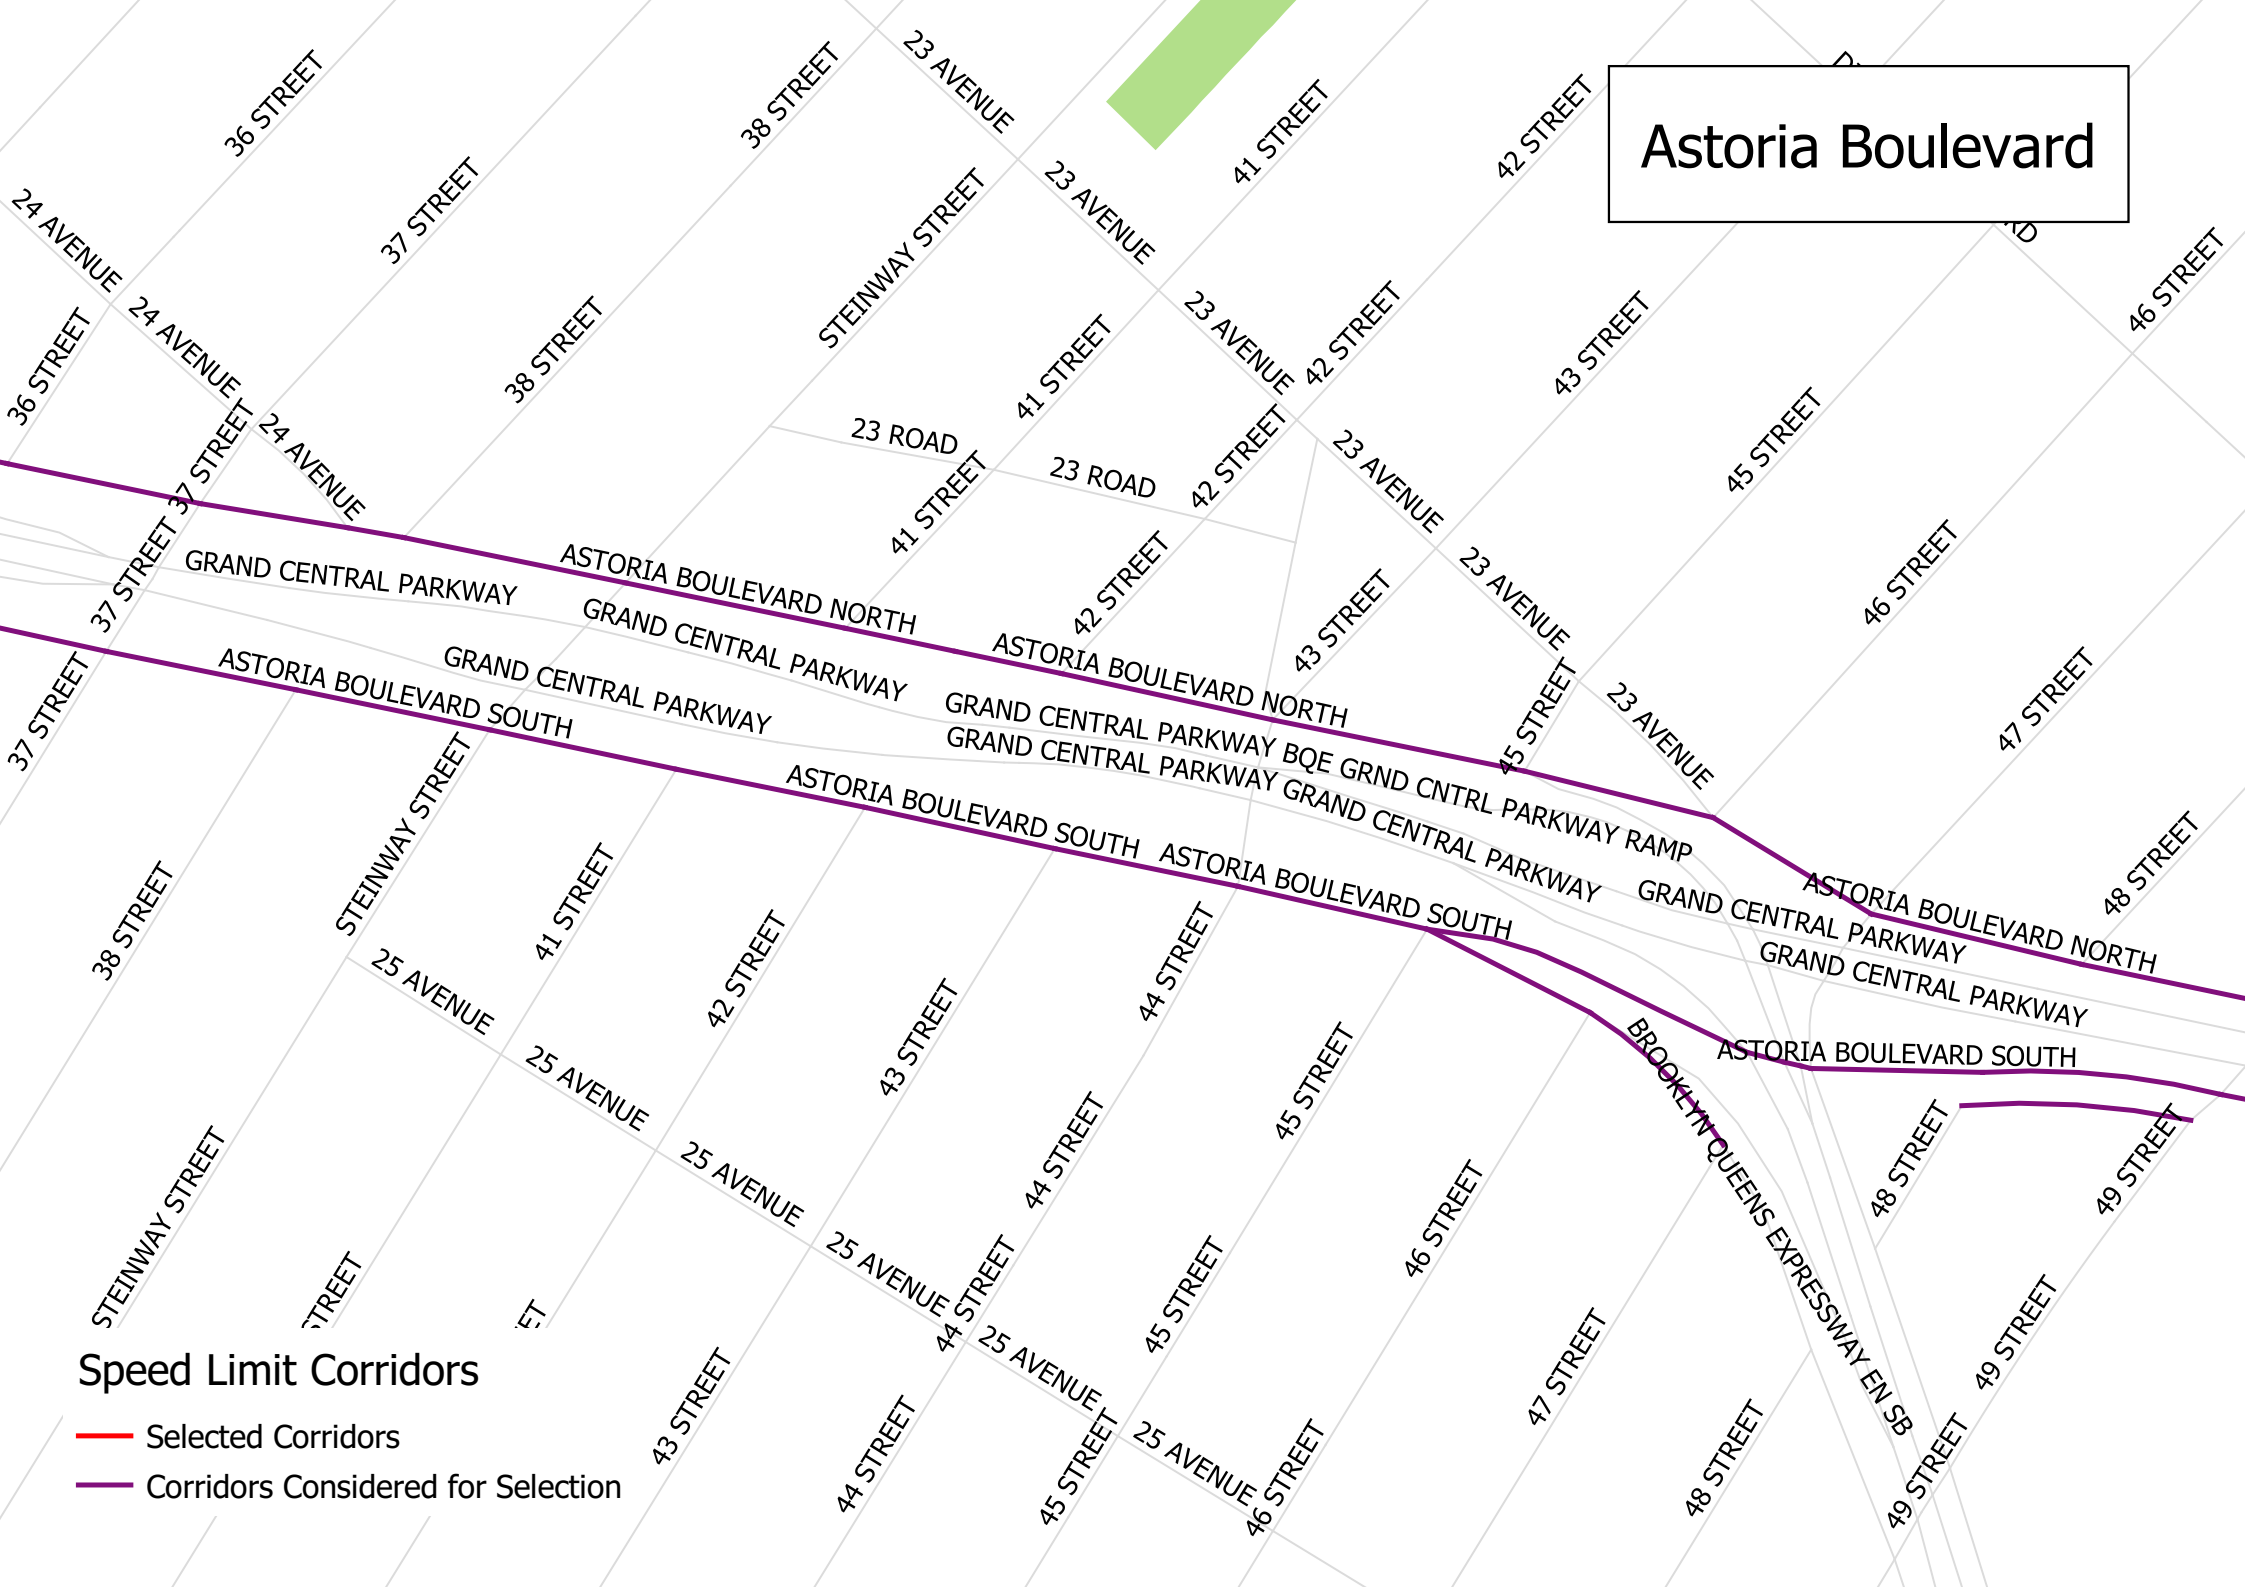 Astoria Boulevard
23 AVENUE
36 STREET
38 STREET
41 STREET
42 STREET
37 STREET
STEINWAY STREET
23 AVENUE
24 AVENUE
46 STREET
23 AVENUE
42 STREET
43 STREET
24 AVENUE
36 STREET
38 STREET
41 STREET
37 STREET
24 AVENUE
23 ROAD
23 ROAD
42 STREET
23 AVENUE
45 STREET
41 STREET
37 STREET
42 STREET
43 STREET
23 AVENUE
46 STREET
GRAND CENTRAL PARKWAY
ASTORIA BOULEVARD NORTH
GRAND CENTRAL PARKWAY
ASTORIA BOULEVARD NORTH
37 STREET
ASTORIA BOULEVARD SOUTH
GRAND CENTRAL PARKWAY
GRAND CENTRAL PARKWAY
BQE GRND CNTRL PARKWAY RAMP
45 STREET
23 AVENUE
47 STREET
GRAND CENTRAL PARKWAY
GRAND CENTRAL PARKWAY
STEINWAY STREET
ASTORIA BOULEVARD SOUTH
ASTORIA BOULEVARD SOUTH
48 STREET
38 STREET
41 STREET
42 STREET
44 STREET
GRAND CENTRAL PARKWAY
ASTORIA BOULEVARD NORTH
GRAND CENTRAL PARKWAY
25 AVENUE
43 STREET
25 AVENUE
45 STREET
ASTORIA BOULEVARD SOUTH
BROOKLYN QUEENS EXPRESSWAY EN SB
STEINWAY STREET
25 AVENUE
44 STREET
46 STREET
48 STREET
49 STREET
STREET
25 AVENUE
44 STREET
45 STREET
25 AVENUE
47 STREET
49 STREET
43 STREET
44 STREET
45 STREET
25 AVENUE
46 STREET
48 STREET
49 STREET
Speed Limit Corridors
Selected Corridors
Corridors Considered for Selection